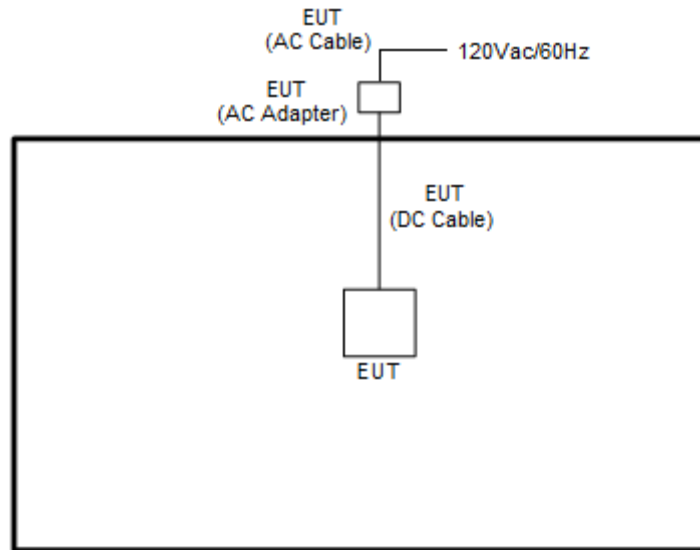 EUT
(AC Cable)
120Vac/60Hz
EUT
(AC Adapter)
EUT
(DC Cable)
EUT